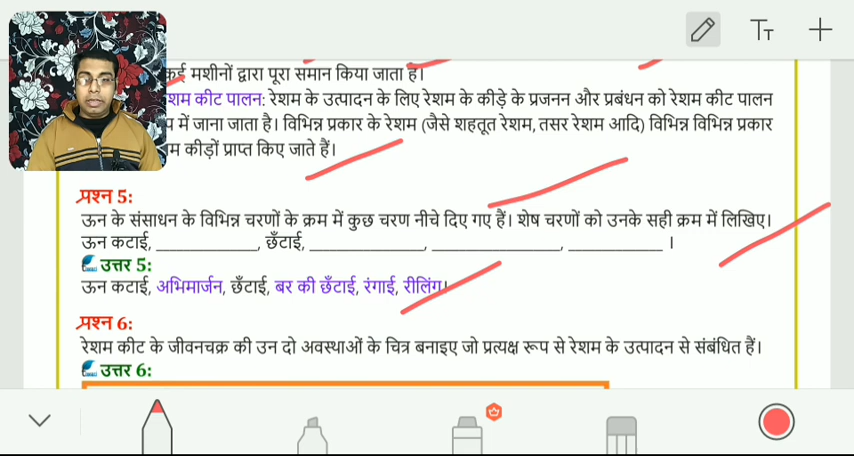 कई मशीनों द्वारा पूरा समान किया जाता है।
शम कीट पालन: रेशम के उत्पादन के लिए रेशम के कीड़े के प्रजनन और प्रबंधन को रेशम कीट पालन
में जाना जाता है। विभिन्न प्रकार के रेशम (जैसे शहतूत रेशम, तसर रेशम आदि) विभिन्न विभिन्न प्रकार
म कीड़ों प्राप्त किए जाते हैं।
प्रश्न 5:
ऊन के संसाधन के विभिन्न चरणों के क्रम में कुछ चरण नीचे दिए गए हैं। शेष चरणों को उनके सही क्रम में लिखिए।
ऊन कटाई, ____________, छँटाई, ______________, ________________, ____________ ।
उत्तर 5:
ऊन कटाई, अभिमार्जन, छँटाई, बर की छँटाई, रंगाई, रीलिंग।
प्रश्न 6:
रेशम कीट के जीवनचक्र की उन दो अवस्थाओं के चित्र बनाइए जो प्रत्यक्ष रूप से रेशम के उत्पादन से संबंधित हैं।
उत्तर 6: